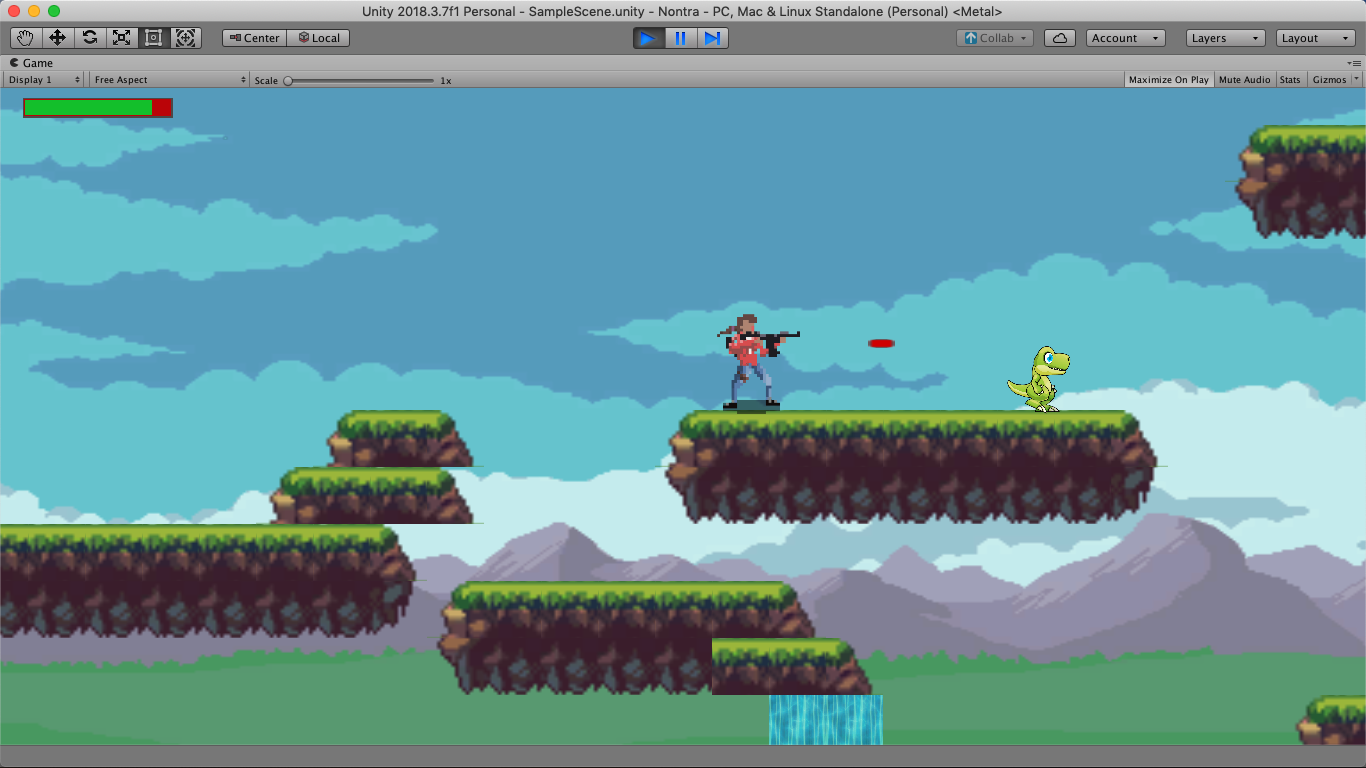 Unity 2018.3.7f1 Personal - SampleScene.unity - Nontra - PC, Mac & Linux Standalone (Personal) <Metal>
Center Local Collab Account Layers Layout
Game
Display 1 Free Aspect Scale 1x Maximize On Play Mute Audio Stats Gizmos